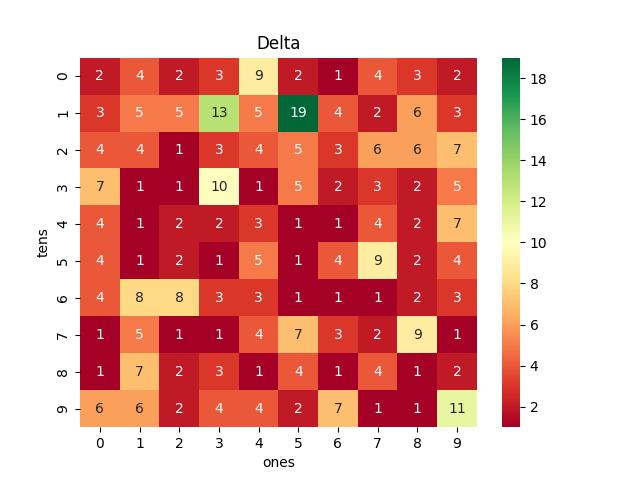 Delta
0 2 4 2 3 9 2 1 4 3 2
18
1 3 5 5 13 5 19 4 2 6 3
16
2 4 4 1 3 4 5 3 6 6 7
14
3 7 1 1 10 1 5 2 3 2 5
12
tens
4 4 1 2 2 3 1 1 4 2 7
10
5 4 1 2 1 5 1 4 9 2 4
8
6 4 8 8 3 3 1 1 1 2 3
6
7 1 5 1 1 4 7 3 2 9 1
4
8 1 7 2 3 1 4 1 4 1 2
9 6 6 2 4 4 2 7 1 1 11
2
0 1 2 3 4 5 6 7 8 9
ones